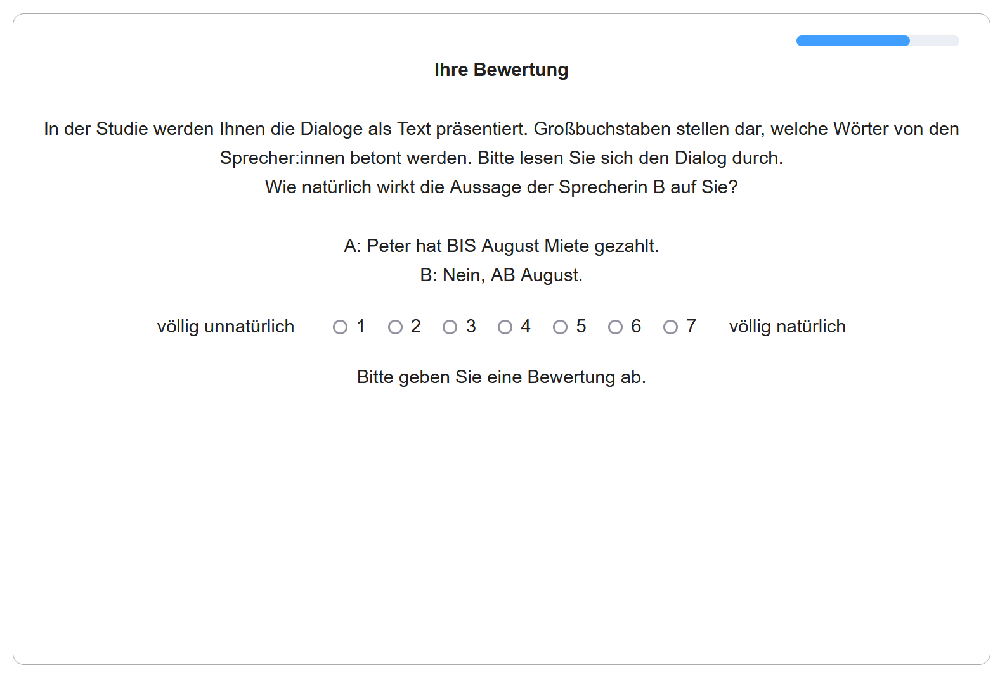 Ihre Bewertung
In der Studie werden Ihnen die Dialoge als Text präsentiert. Großbuchstaben stellen dar, welche Wörter von den
Sprecher:innen betont werden. Bitte lesen Sie sich den Dialog durch.
Wie natürlich wirkt die Aussage der Sprecherin B auf Sie?
A: Peter hat BIS August Miete gezahlt.
B: Nein, AB August.
völlig unnatürlich 1 2 3 4 5 6 7 völlig natürlich
Bitte geben Sie eine Bewertung ab.